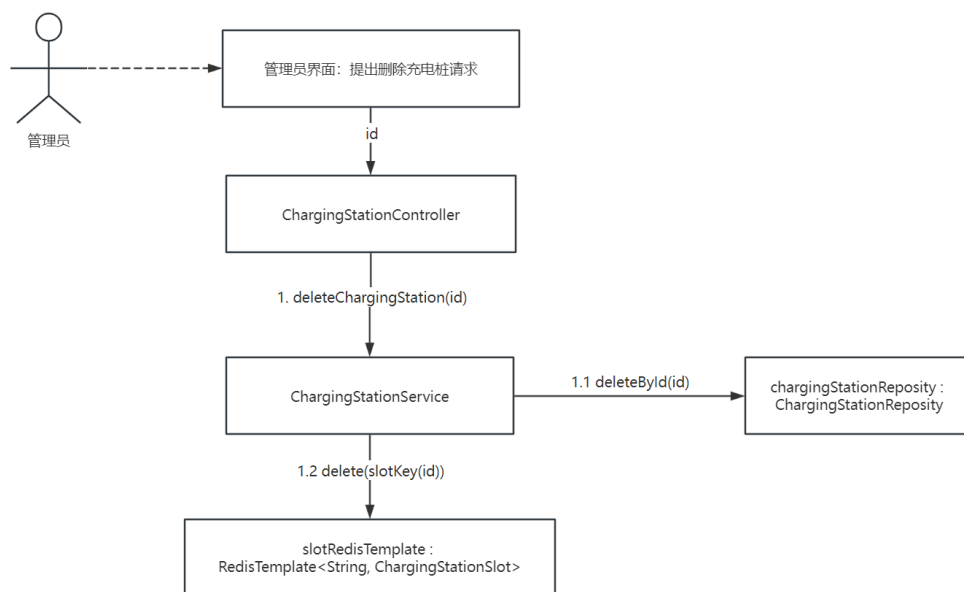 管理员界面：提出删除充电桩请求
管理员
id
ChargingStationController
1. deleteChargingStation(id)
ChargingStationService
1.1 deleteById(id)
chargingStationReposity :
ChargingStationReposity
1.2 delete(slotKey(id))
slotRedisTemplate :
RedisTemplate<String, ChargingStationSlot>